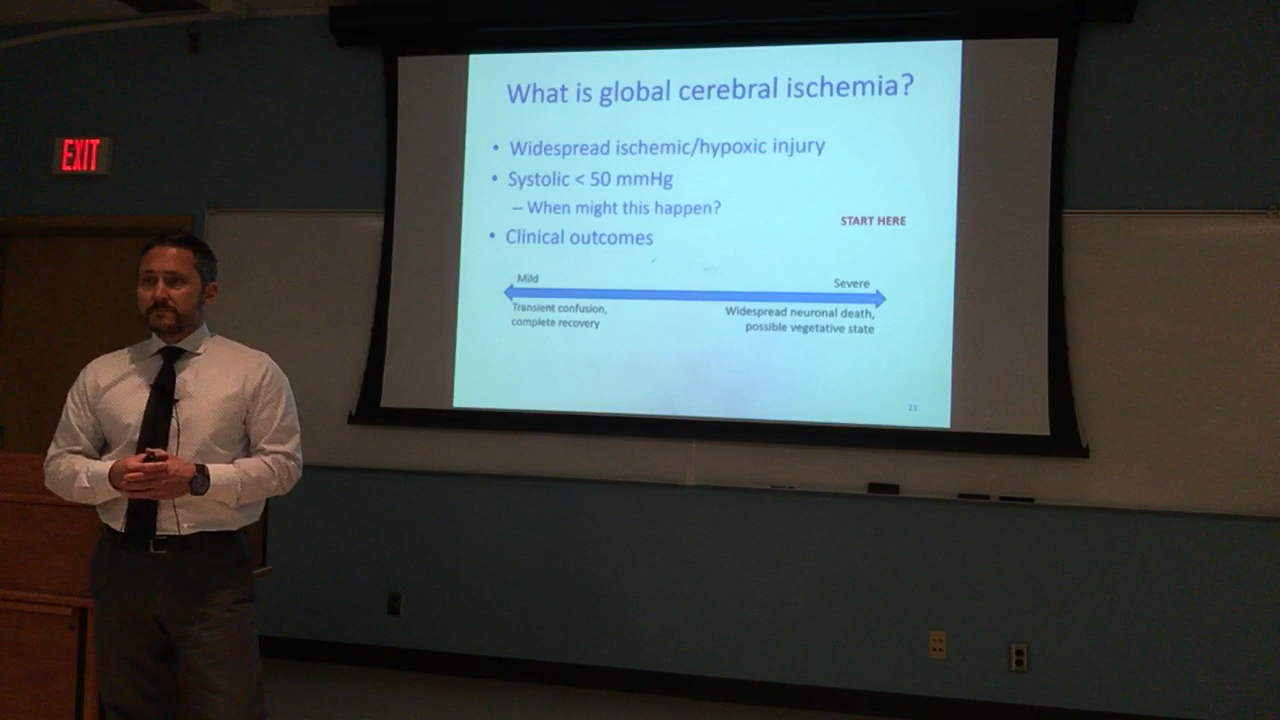 EXIT
What is global cerebral ischemia?
• Widespread ischemic/hypoxic injury
• Systolic < 50 mmHg
– When might this happen?
START HERE
• Clinical outcomes
Mild
Severe
Transient confusion,
complete recovery
Widespread neuronal death,
possible vegetative state
23